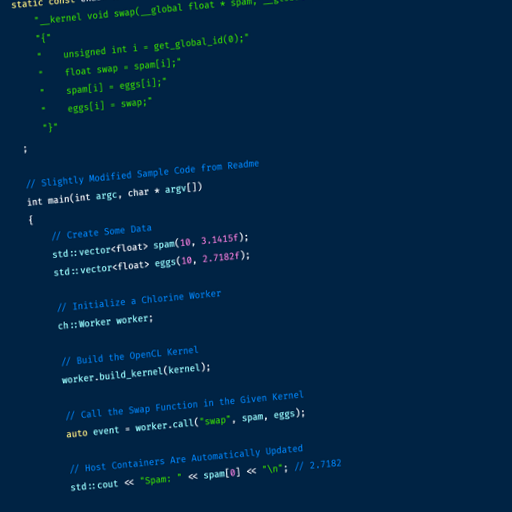 static const
"__kernel void swap(__global float * spam,
"{"
"    unsigned int i = get_global_id(0);"
"    float swap = spam[i];"
"    spam[i] = eggs[i];"
"    eggs[i] = swap;"
"}"
;
// Slightly Modified Sample Code from Readme
int main(int argc, char * argv[])
{
// Create Some Data
std::vector<float> spam(10, 3.1415f);
std::vector<float> eggs(10, 2.7182f);
// Initialize a Chlorine Worker
ch::Worker worker;
// Build the OpenCL Kernel
worker.build_kernel(kernel);
// Call the Swap Function in the Given Kernel
auto event = worker.call("swap", spam, eggs);
// Host Containers Are Automatically Updated
std::cout << "Spam: " << spam[0] << "\n"; // 2.7182